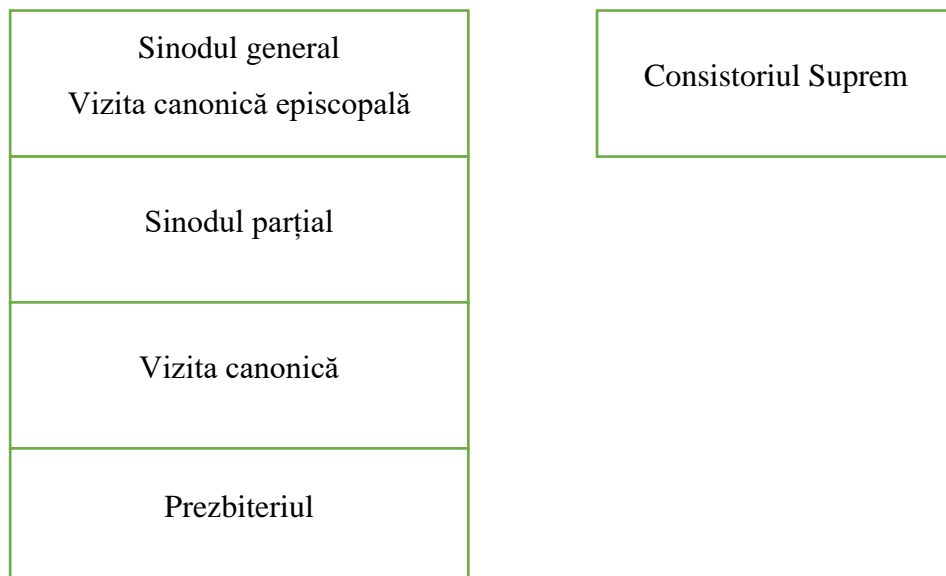 Sinodul general
Vizita canonică episcopală
Consistoriul Suprem
Sinodul parțial
Vizita canonică
Prezbiteriul